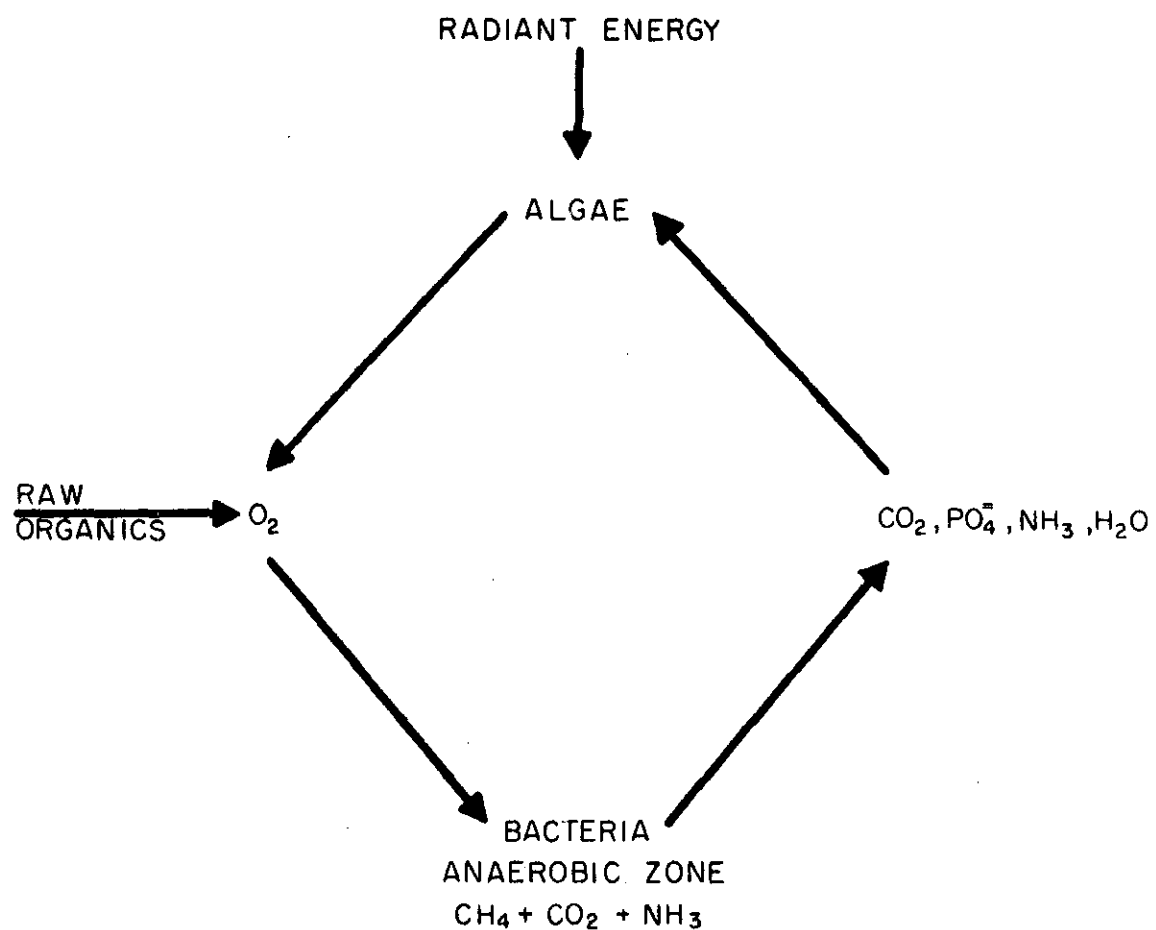 RADIANT ENERGY
ALGAE
RAW
ORGANICS
O₂
CO₂, PO₄⁼, NH₃, H₂O
BACTERIA
ANAEROBIC ZONE
CH₄ + CO₂ + NH₃